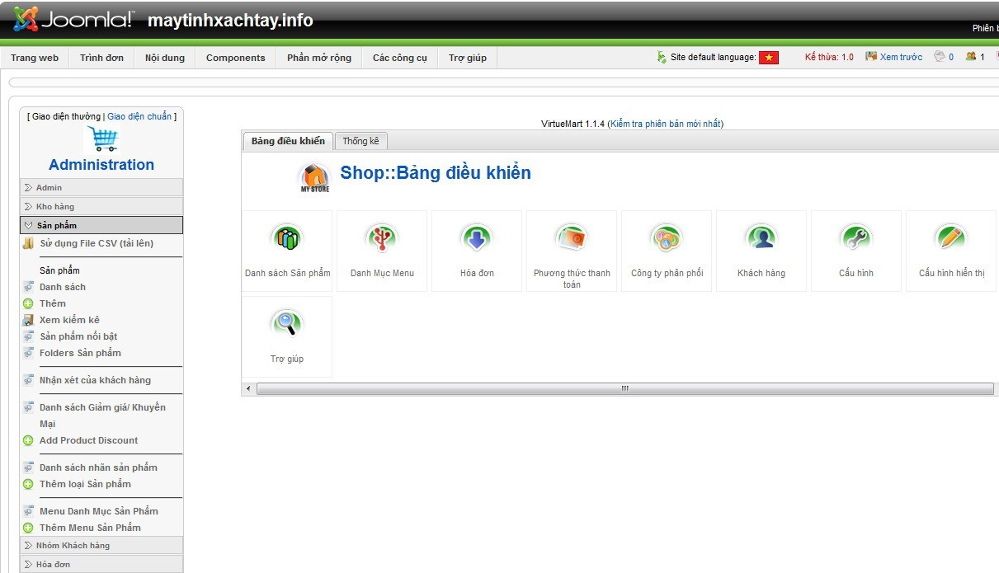 Joomla! maytinhxachtay.info
Trang web Trình đơn Nội dung Components Phần mở rộng Các công cụ Trợ giúp Site default language: Kế thừa: 1.0 Xem trước 0 1
[ Giao diện thường | Giao diện chuẩn ]
Administration
Admin
Kho hàng
Sản phẩm
Sử dụng File CSV (tải lên)
Sản phẩm
Danh sách
Thêm
Xem kiểm kê
Sản phẩm nổi bật
Folders Sản phẩm
Nhận xét của khách hàng
Danh sách Giảm giá/ Khuyến
Mại
Add Product Discount
Danh sách nhãn sản phẩm
Thêm loại Sản phẩm
Menu Danh Mục Sản Phẩm
Thêm Menu Sản Phẩm
Nhóm Khách hàng
Hóa đơn
VirtueMart 1.1.4 (Kiểm tra phiên bản mới nhất)
Bảng điều khiển Thống kê
MY STORE
Shop::Bảng điều khiển
Danh sách Sản phẩm
Danh Mục Menu
Hóa đơn
Phương thức thanh
toán
Công ty phân phối
Khách hàng
Cấu hình
Cấu hình hiển thị
Trợ giúp